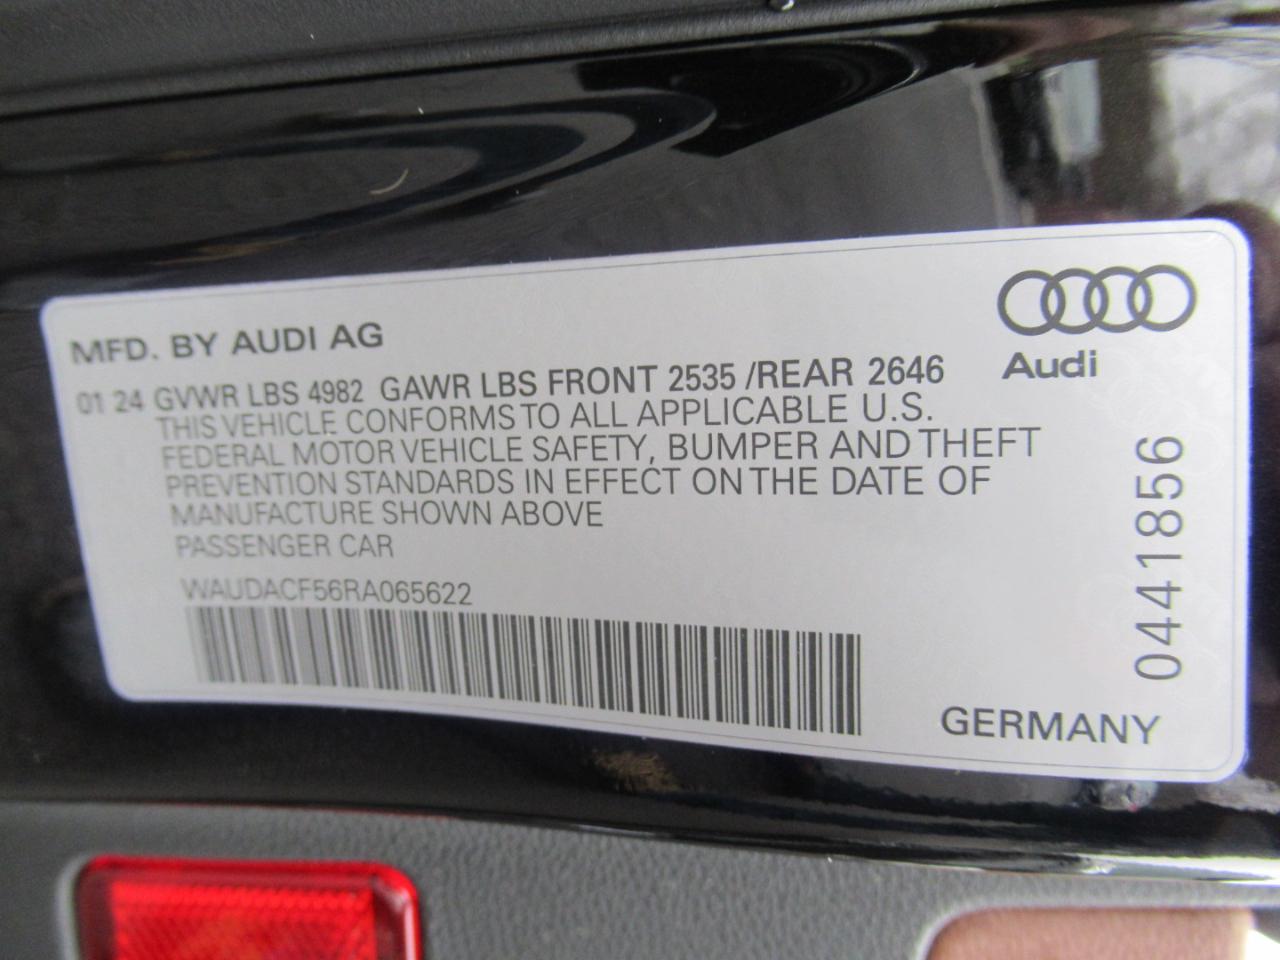 MFD. BY AUDI AG
Audi
01 24 GVWR LBS 4982 GAWR LBS FRONT 2535 /REAR 2646
THIS VEHICLE CONFORMS TO ALL APPLICABLE U.S.
FEDERAL MOTOR VEHICLE SAFETY, BUMPER AND THEFT
PREVENTION STANDARDS IN EFFECT ON THE DATE OF
MANUFACTURE SHOWN ABOVE
PASSENGER CAR
WAUDACF56RA065622
0441856
GERMANY